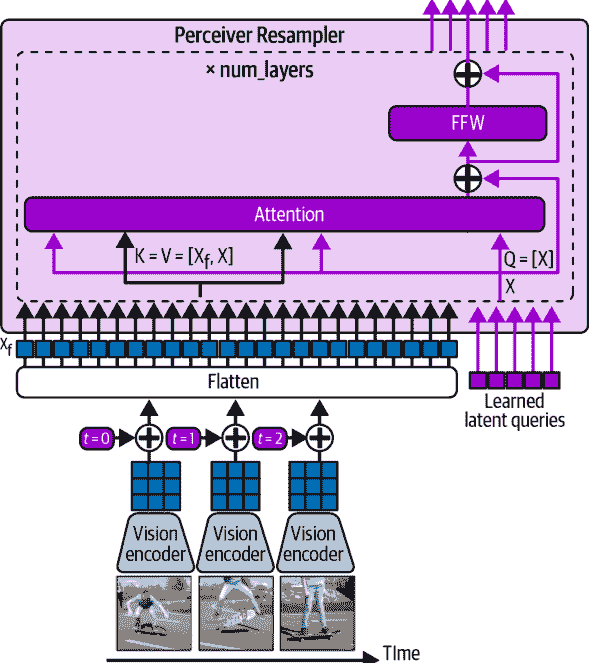 Perceiver Resampler
× num_layers
FFW
Attention
K = V = [Xf, X]
Q = [X]
X
Xf
Flatten
Learned
latent queries
t = 0
t = 1
t = 2
Vision
encoder
Vision
encoder
Vision
encoder
TIme